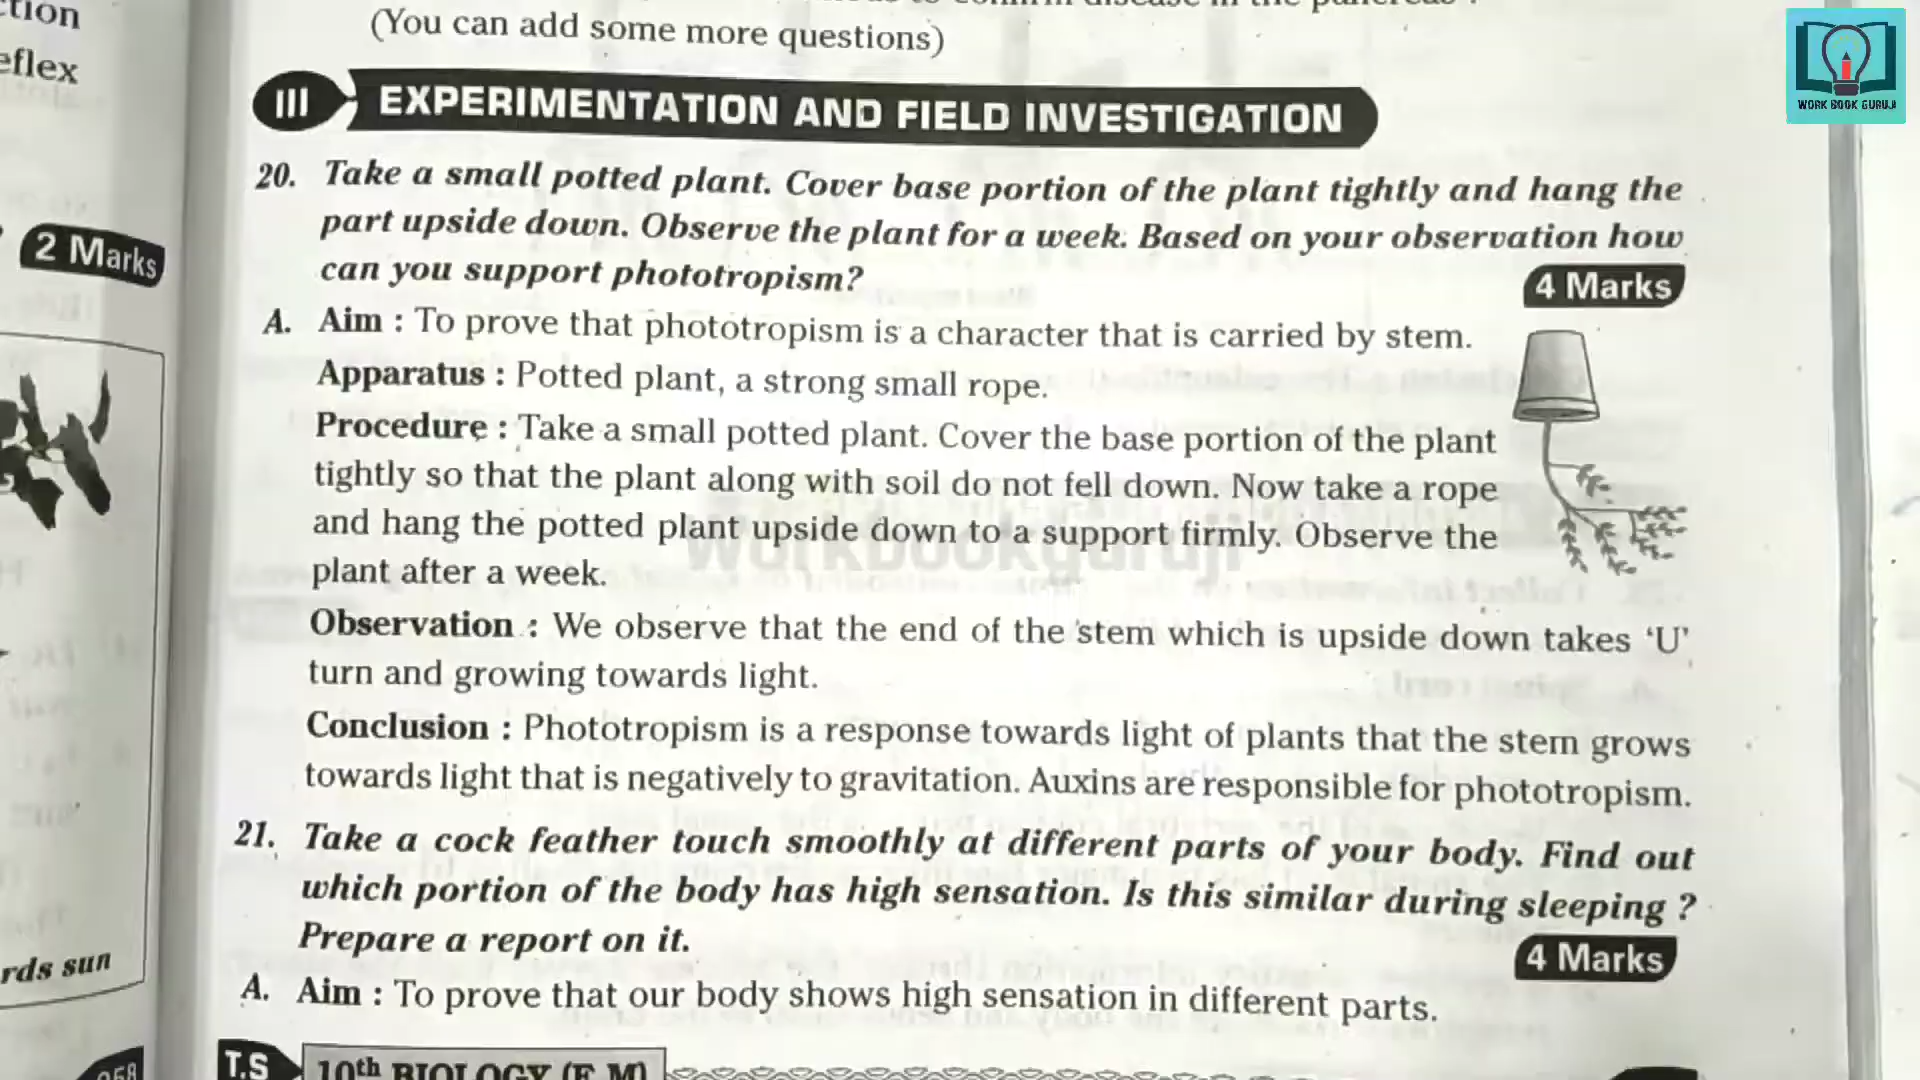 ction
eflex
2 Marks
rds sun
(You can add some more questions)
III EXPERIMENTATION AND FIELD INVESTIGATION
20. Take a small potted plant. Cover base portion of the plant tightly and hang the
part upside down. Observe the plant for a week. Based on your observation how
can you support phototropism?
4 Marks
A. Aim : To prove that phototropism is a character that is carried by stem.
Apparatus : Potted plant, a strong small rope.
Procedure : Take a small potted plant. Cover the base portion of the plant
tightly so that the plant along with soil do not fell down. Now take a rope
and hang the potted plant upside down to a support firmly. Observe the
plant after a week.
Observation : We observe that the end of the stem which is upside down takes ‘U’
turn and growing towards light.
Conclusion : Phototropism is a response towards light of plants that the stem grows
towards light that is negatively to gravitation. Auxins are responsible for phototropism.
21. Take a cock feather touch smoothly at different parts of your body. Find out
which portion of the body has high sensation. Is this similar during sleeping ?
Prepare a report on it.
4 Marks
A. Aim : To prove that our body shows high sensation in different parts.
T.S 10th BIOLOGY (E.M)
WORK BOOK GURUJI
workbookguruji